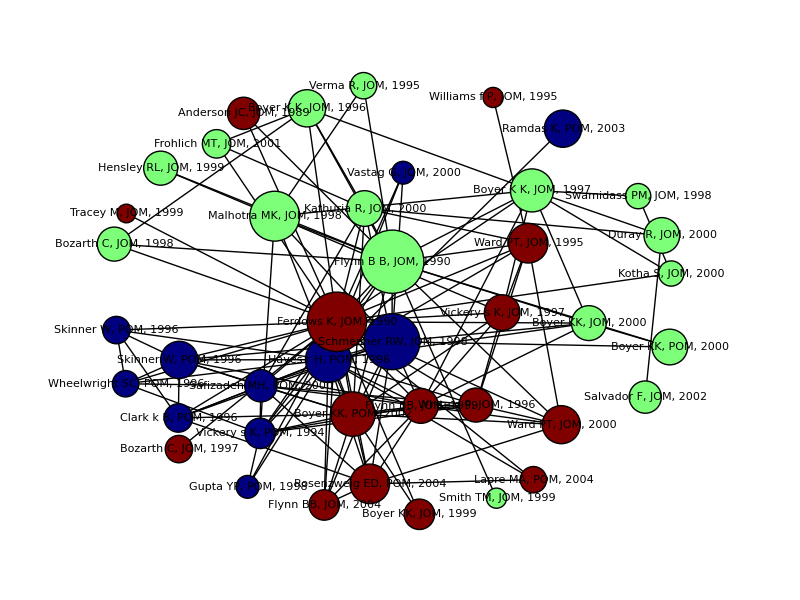 Verma R, JOM, 1995
Williams f P, JOM, 1995
Boyer K K, JOM, 1996
Anderson JC, JOM, 1989
Ramdas K, POM, 2003
Frohlich MT, JOM, 2001
Hensley RL, JOM, 1999
Vastag G, JOM, 2000
Boyer K K, JOM, 1997
Swamidass PM, JOM, 1998
Kathuria R, JOM, 2000
Tracey M, JOM, 1999
Malhotra MK, JOM, 1998
Duray R, JOM, 2000
Bozarth C, JOM, 1998
Ward PT, JOM, 1995
Flynn B B, JOM, 1990
Kotha S, JOM, 2000
Vickery s K, JOM, 1997
Ferdows K, JOM, 1990
Boyer KK, JOM, 2000
Skinner W, POM, 1996
Schmenner RW, JOM, 1998
Boyer KK, POM, 2000
Skinner W. POM, 1996
Hayes R H, POM, 1996
Wheelwright SC, POM, 1996
Safizadeh MH, POM, 2000
Salvador F, JOM, 2002
JOM, 1996
Clark k B, POM, 1996
Boyer KK, POM, 2002
Ward PT, JOM, 2000
Vickery s K, POM, 1994
Bozarth C, JOM, 1997
Lapre MA, POM, 2004
Rosenzweig ED, POM, 2004
Gupta YP, POM, 1998
Smith TM, JOM, 1999
Flynn BB, JOM, 2004
Boyer KK, JOM, 1999